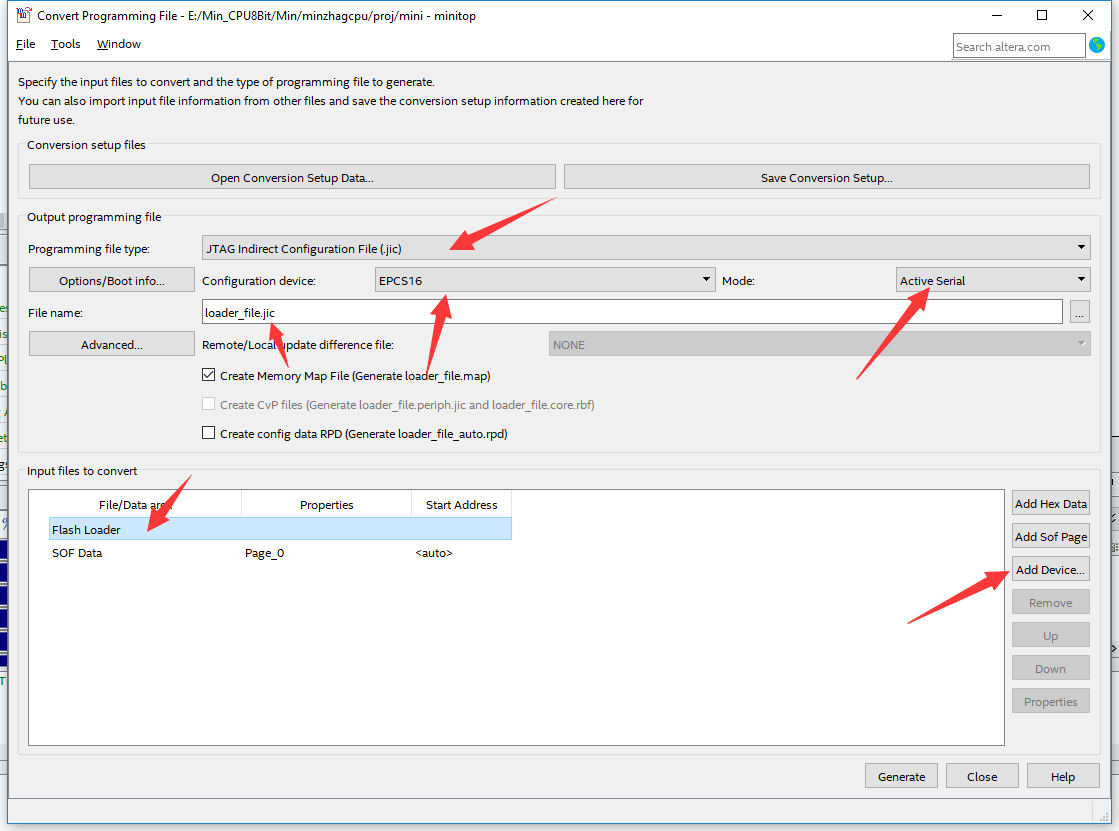 Convert Programming File - E:/Min_CPU8Bit/Min/minzhagcpu/proj/mini - minitop
File Tools Window
Search altera.com
Specify the input files to convert and the type of programming file to generate.
You can also import input file information from other files and save the conversion setup information created here for
future use.
Conversion setup files
Open Conversion Setup Data... Save Conversion Setup...
Output programming file
Programming file type: JTAG Indirect Configuration File (.jic)
Options/Boot info... Configuration device: EPCS16 Mode: Active Serial
File name: loader_file.jic ...
Advanced... Remote/Local update difference file: NONE
Create Memory Map File (Generate loader_file.map)
Create CvP files (Generate loader_file.periph.jic and loader_file.core.rbf)
Create config data RPD (Generate loader_file_auto.rpd)
Input files to convert
File/Data area Properties Start Address
Flash Loader
SOF Data Page_0 <auto>
Add Hex Data
Add Sof Page
Add Device...
Remove
Up
Down
Properties
Generate Close Help